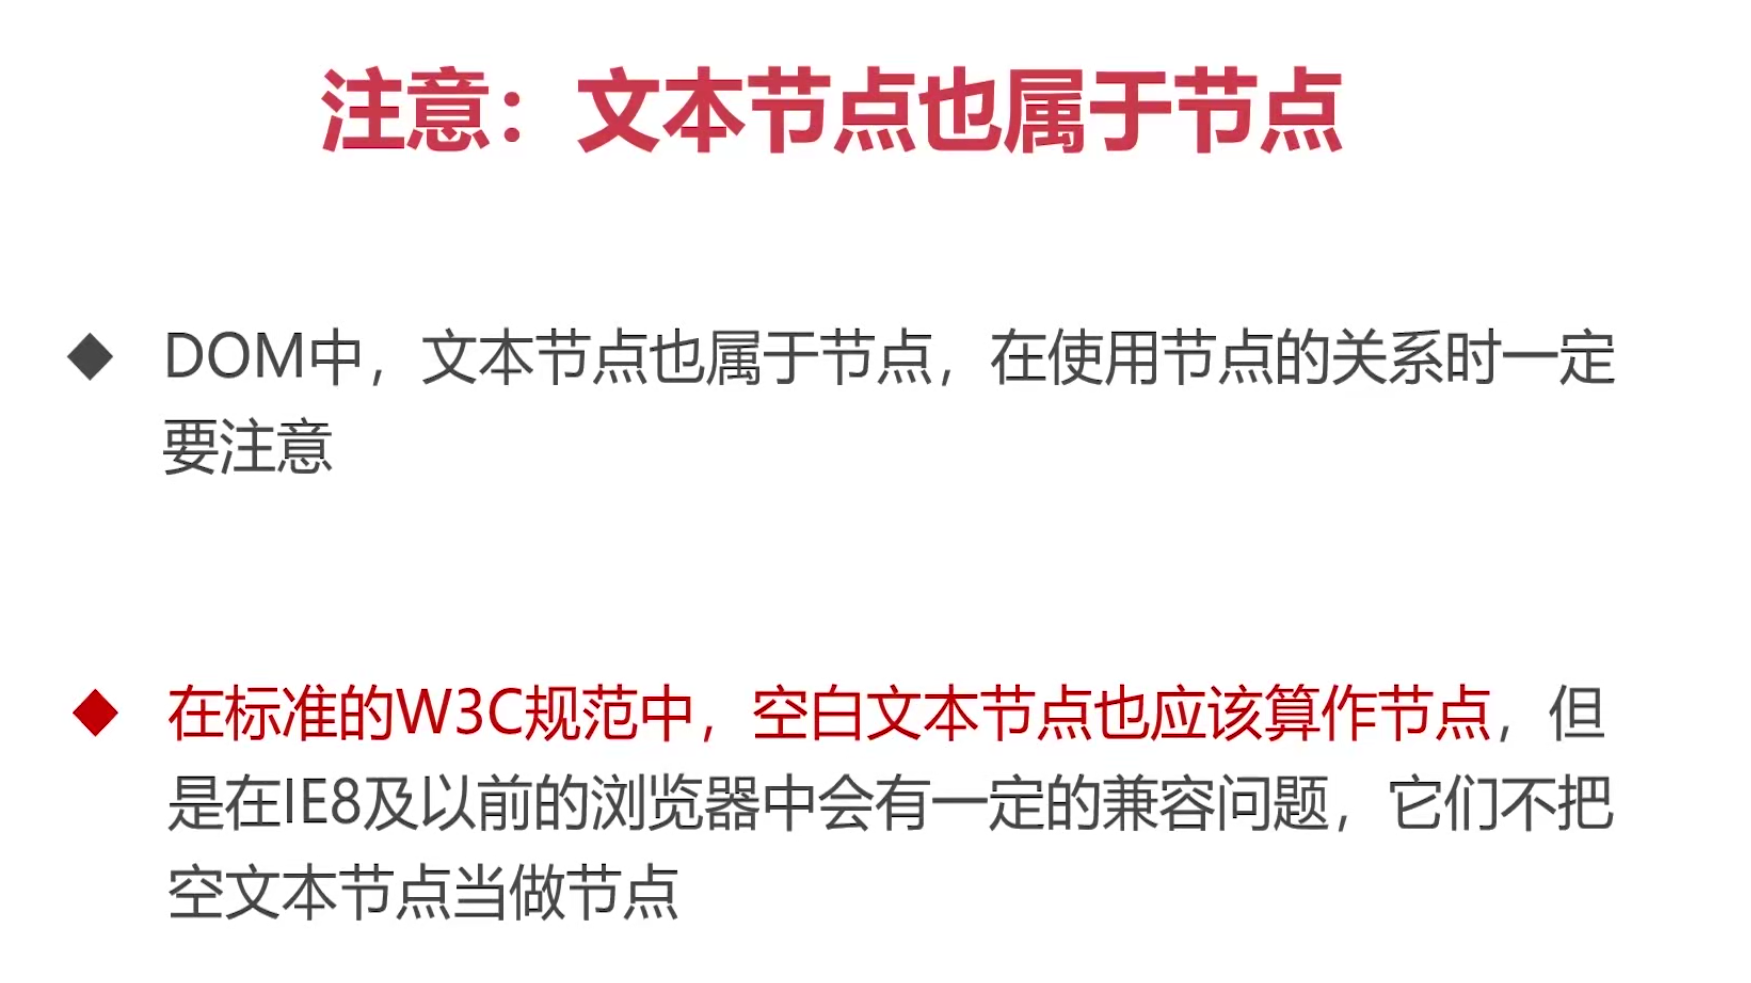 注意：文本节点也属于节点
◆ DOM中，文本节点也属于节点，在使用节点的关系时一定
要注意
◆ 在标准的W3C规范中，空白文本节点也应该算作节点，但
是在IE8及以前的浏览器中会有一定的兼容问题，它们不把
空文本节点当做节点